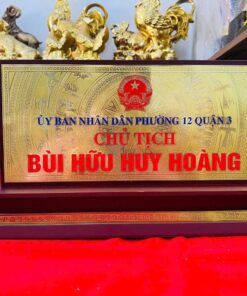 ỦY BAN NHÂN DÂN PHƯỜNG 12 QUẬN 3
CHỦ TỊCH
BÙI HỮU HUY HOÀNG